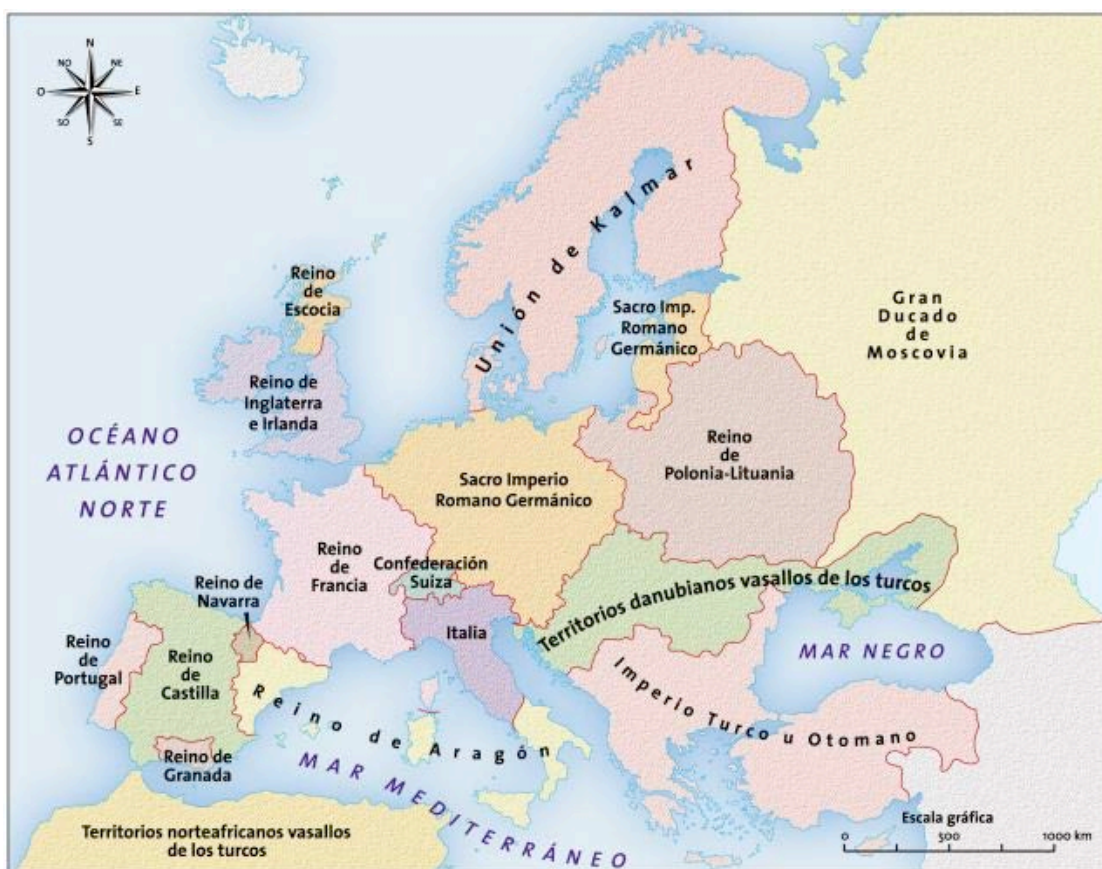 N
NO
NE
O
E
SO
SE
S
Reino
de
Escocia
Reino de
Inglaterra
e Irlanda
OCÉANO
ATLÁNTICO
NORTE
Unión de Kalmar
Sacro Imp.
Romano
Germánico
Gran
Ducado
de
Moscovia
Reino
de
Polonia-Lituania
Sacro Imperio
Romano Germánico
Reino
de
Francia
Confederación
Suiza
Reino de
Navarra
Italia
Territorios danubianos vasallos de los turcos
MAR NEGRO
Reino
de
Portugal
Reino
de
Castilla
Reino de Aragón
Imperio Turco u Otomano
Reino de
Granada
MAR MEDITERRÁNEO
Territorios norteafricanos vasallos
de los turcos
Escala gráfica
0
500
1000 km